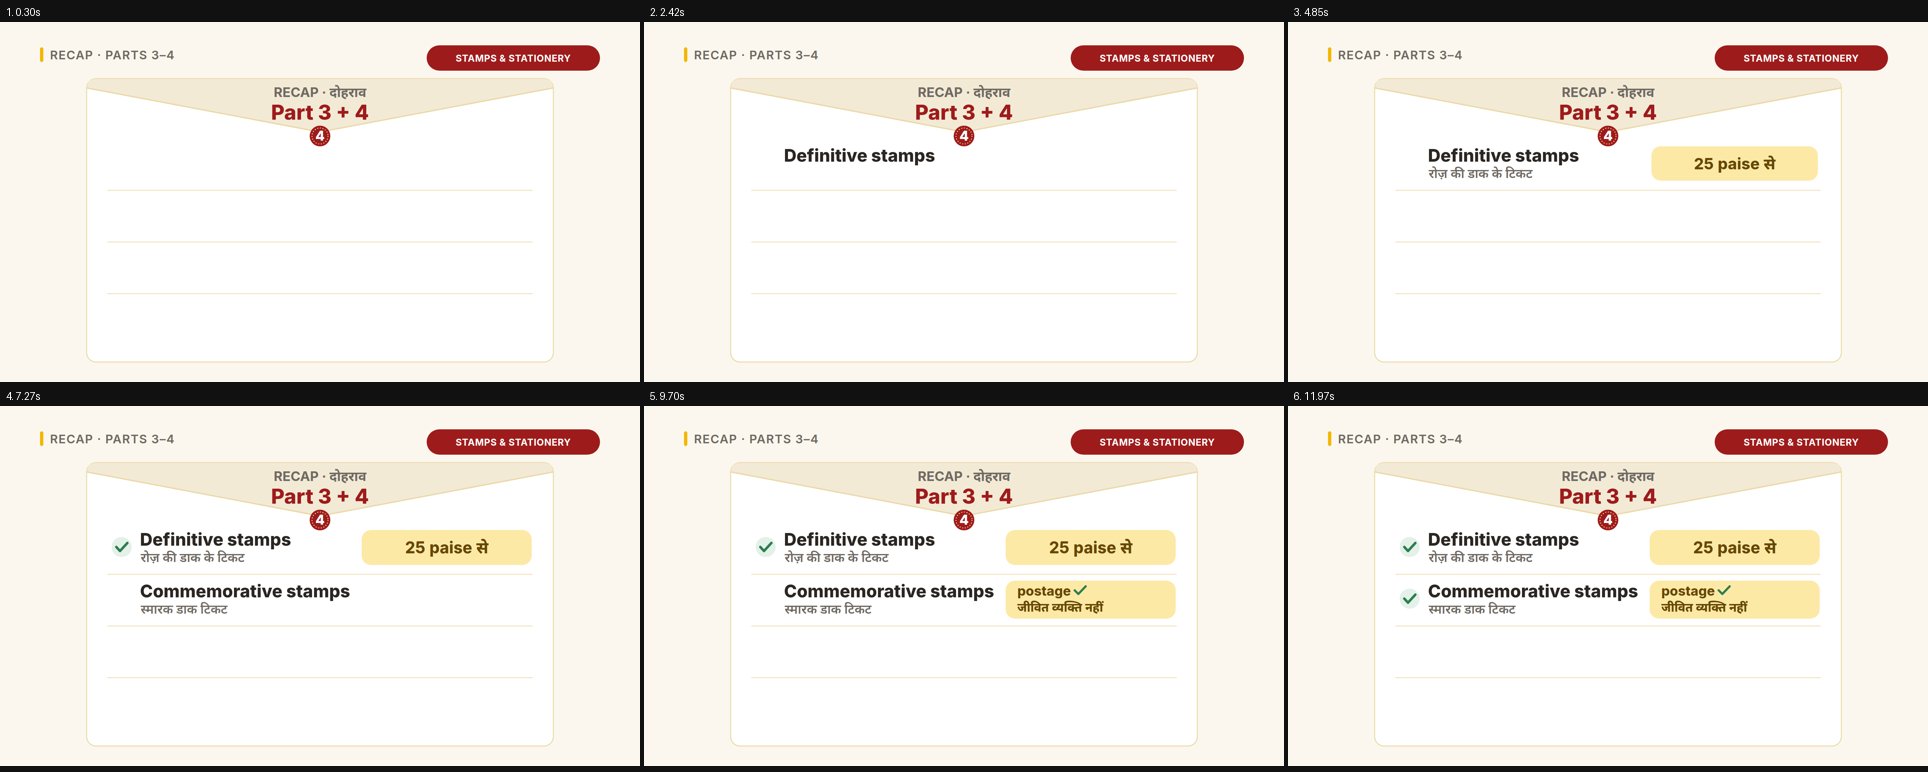 1. 0.30s
RECAP · PARTS 3–4
STAMPS & STATIONERY
RECAP · दोहराव
Part 3 + 4
4
2. 2.42s
RECAP · PARTS 3–4
STAMPS & STATIONERY
RECAP · दोहराव
Part 3 + 4
4
Definitive stamps
3. 4.85s
RECAP · PARTS 3–4
STAMPS & STATIONERY
RECAP · दोहराव
Part 3 + 4
4
Definitive stamps
रोज़ की डाक के टिकट
25 paise से
4. 7.27s
RECAP · PARTS 3–4
STAMPS & STATIONERY
RECAP · दोहराव
Part 3 + 4
4
Definitive stamps
रोज़ की डाक के टिकट
25 paise से
Commemorative stamps
स्मारक डाक टिकट
5. 9.70s
RECAP · PARTS 3–4
STAMPS & STATIONERY
RECAP · दोहराव
Part 3 + 4
4
Definitive stamps
रोज़ की डाक के टिकट
25 paise से
Commemorative stamps
स्मारक डाक टिकट
postage ✓
जीवित व्यक्ति नहीं
6. 11.97s
RECAP · PARTS 3–4
STAMPS & STATIONERY
RECAP · दोहराव
Part 3 + 4
4
Definitive stamps
रोज़ की डाक के टिकट
25 paise से
Commemorative stamps
स्मारक डाक टिकट
postage ✓
जीवित व्यक्ति नहीं